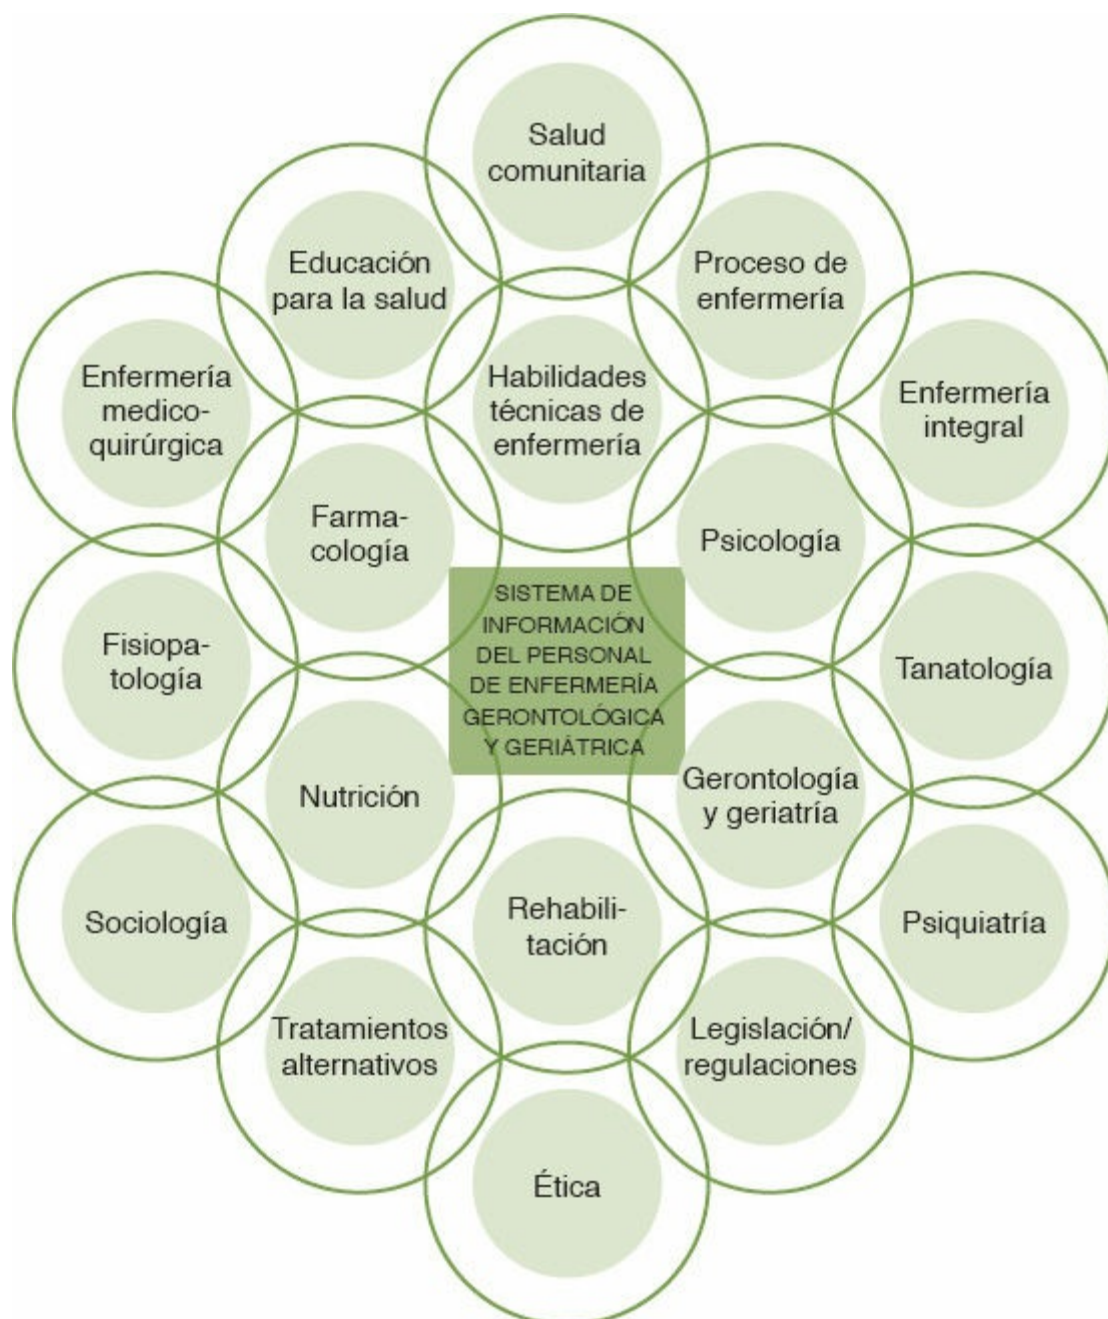 Salud
comunitaria
Educación
para la salud
Proceso de
enfermería
Enfermería
medico-
quirúrgica
Habilidades
técnicas de
enfermería
Enfermería
integral
Farma-
cología
Psicología
SISTEMA DE
INFORMACIÓN
DEL PERSONAL
DE ENFERMERÍA
GERONTOLÓGICA
Y GERIÁTRICA
Fisiopa-
tología
Tanatología
Nutrición
Gerontología
y geriatría
Sociología
Rehabili-
tación
Psiquiatría
Tratamientos
alternativos
Legislación/
regulaciones
Ética